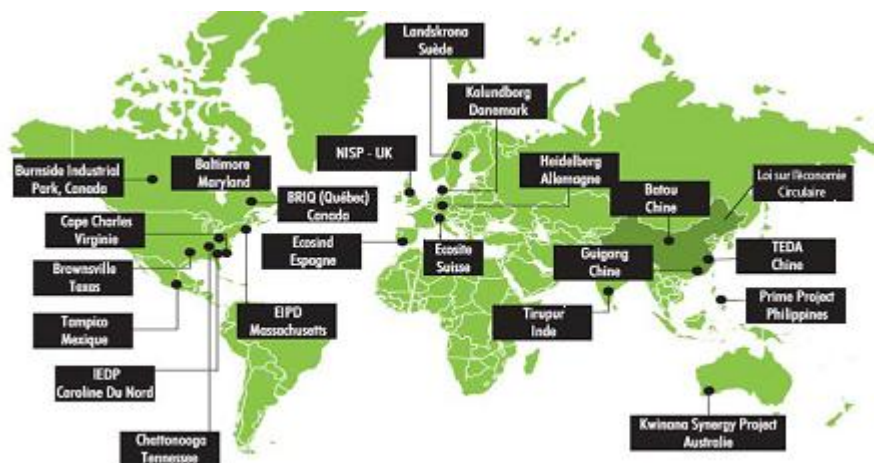 Landskrona
Suède
Kalundborg
Danemark
NISP - UK
Heidelberg
Allemagne
Burnside Industrial
Park, Canada
Baltimore
Maryland
BRIQ (Québec)
Canada
Batou
Chine
Loi sur l'économie
Circulaire
Cape Charles
Virginie
Ecosind
Espagne
Ecosite
Suisse
Guigang
Chine
TEDA
Chine
Brownsville
Texas
Tampico
Mexique
EIPD
Massachusetts
Tirupur
Inde
Prime Project
Philippines
IEDP
Caroline Du Nord
Chattonooga
Tennessee
Kwinana Synergy Project
Australie